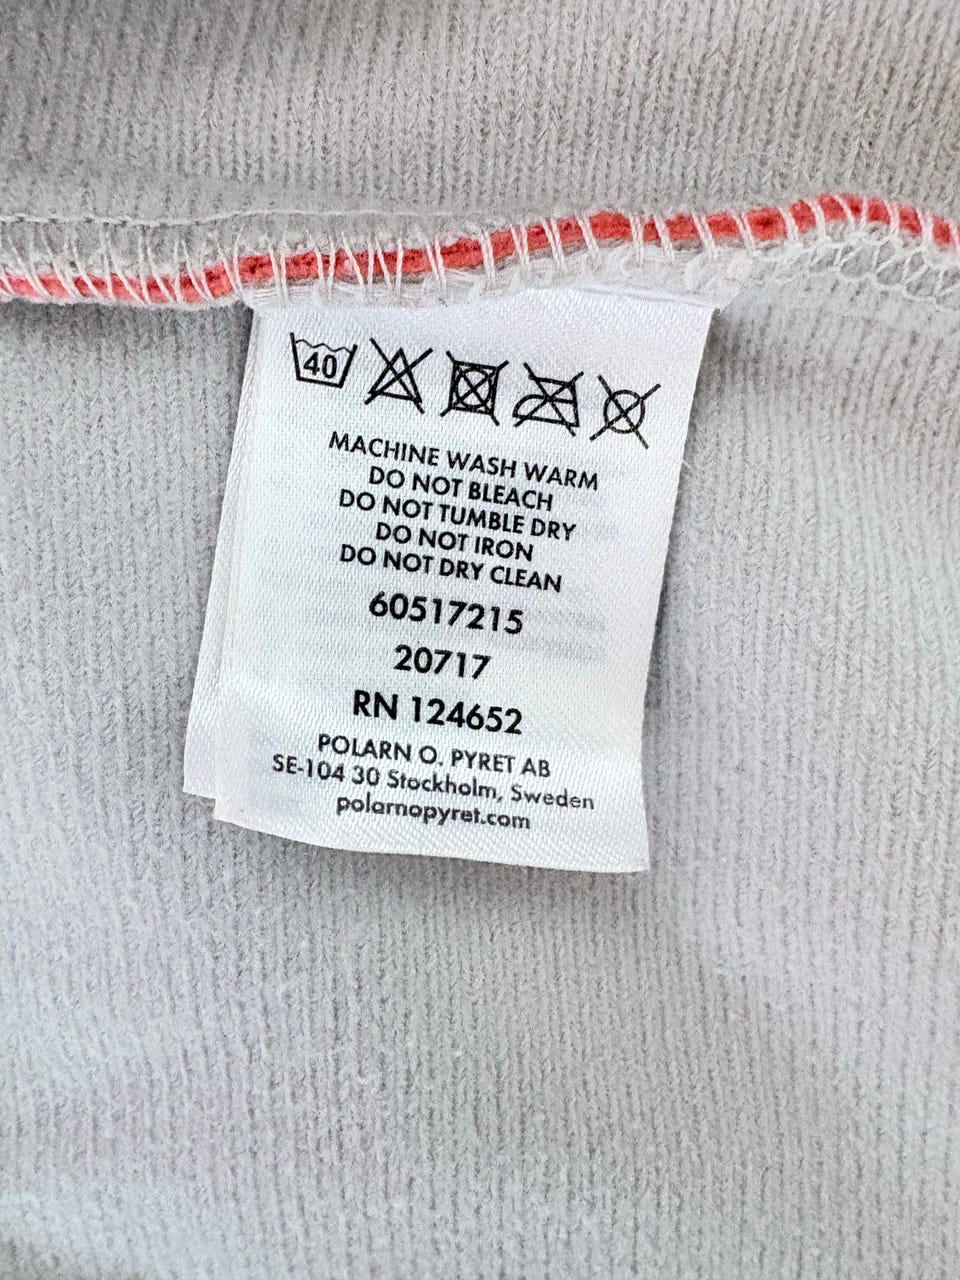 40
MACHINE WASH WARM
DO NOT BLEACH
DO NOT TUMBLE DRY
DO NOT IRON
DO NOT DRY CLEAN
60517215
20717
RN 124652
POLARN O. PYRET AB
SE-104 30 Stockholm, Sweden
polarnopyret.com